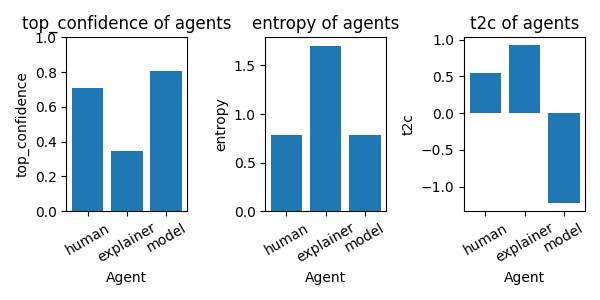 top_confidence of agents
top_confidence
1.0
0.8
0.6
0.4
0.2
0.0
human
explainer
model
Agent
entropy of agents
entropy
1.5
1.0
0.5
0.0
human
explainer
model
Agent
t2c of agents
t2c
1.0
0.5
0.0
−0.5
−1.0
human
explainer
model
Agent